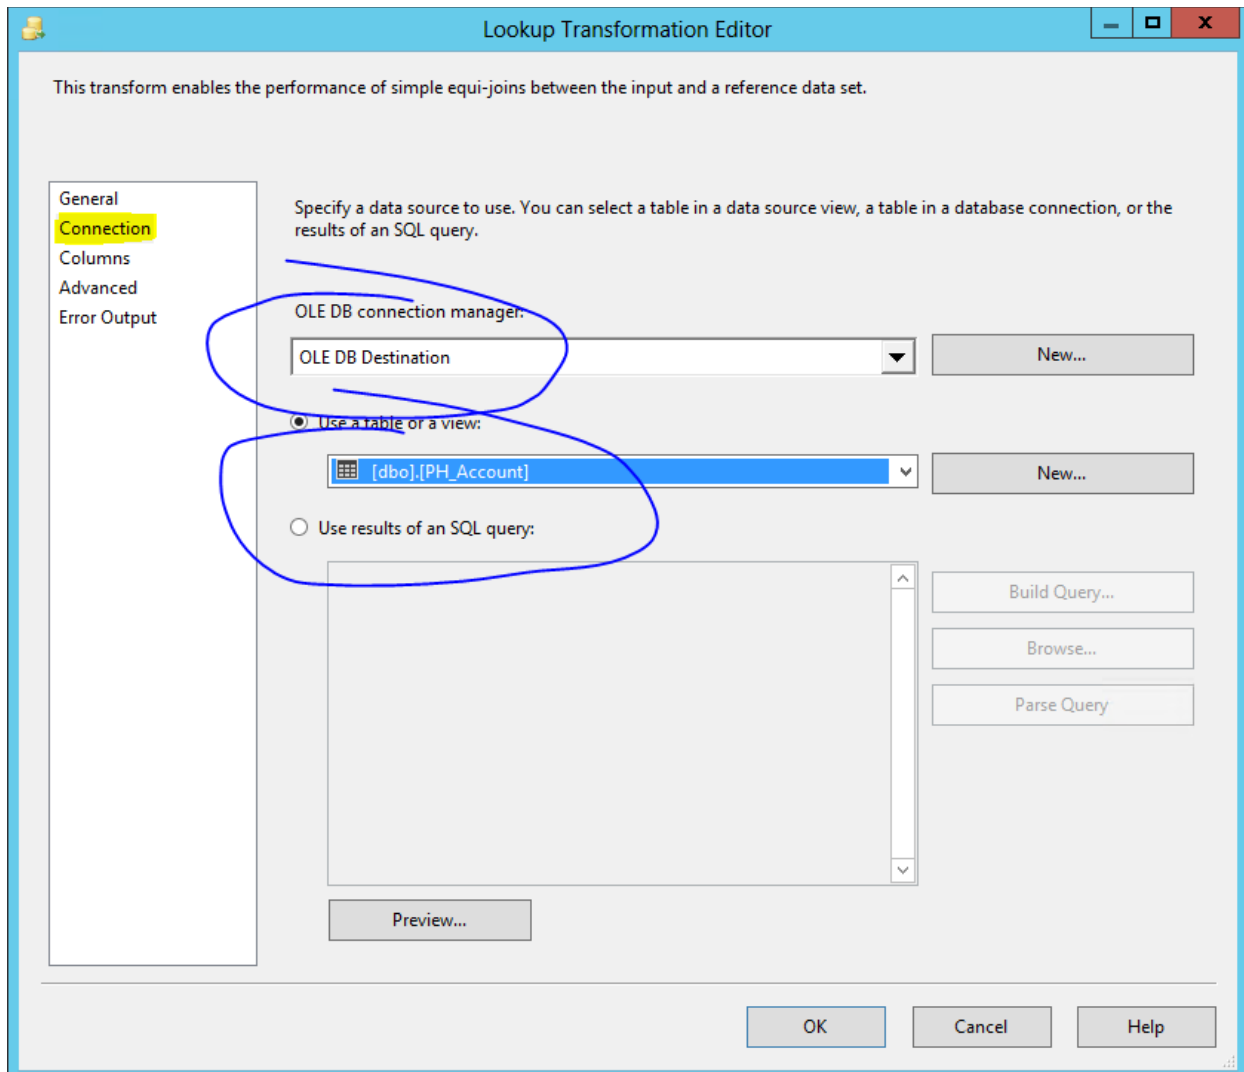 Lookup Transformation Editor
This transform enables the performance of simple equi-joins between the input and a reference data set.
General
Connection
Columns
Advanced
Error Output
Specify a data source to use. You can select a table in a data source view, a table in a database connection, or the
results of an SQL query.
OLE DB connection manager:
OLE DB Destination
New...
Use a table or a view:
[dbo].[PH_Account]
New...
Use results of an SQL query:
Build Query...
Browse...
Parse Query
Preview...
OK
Cancel
Help